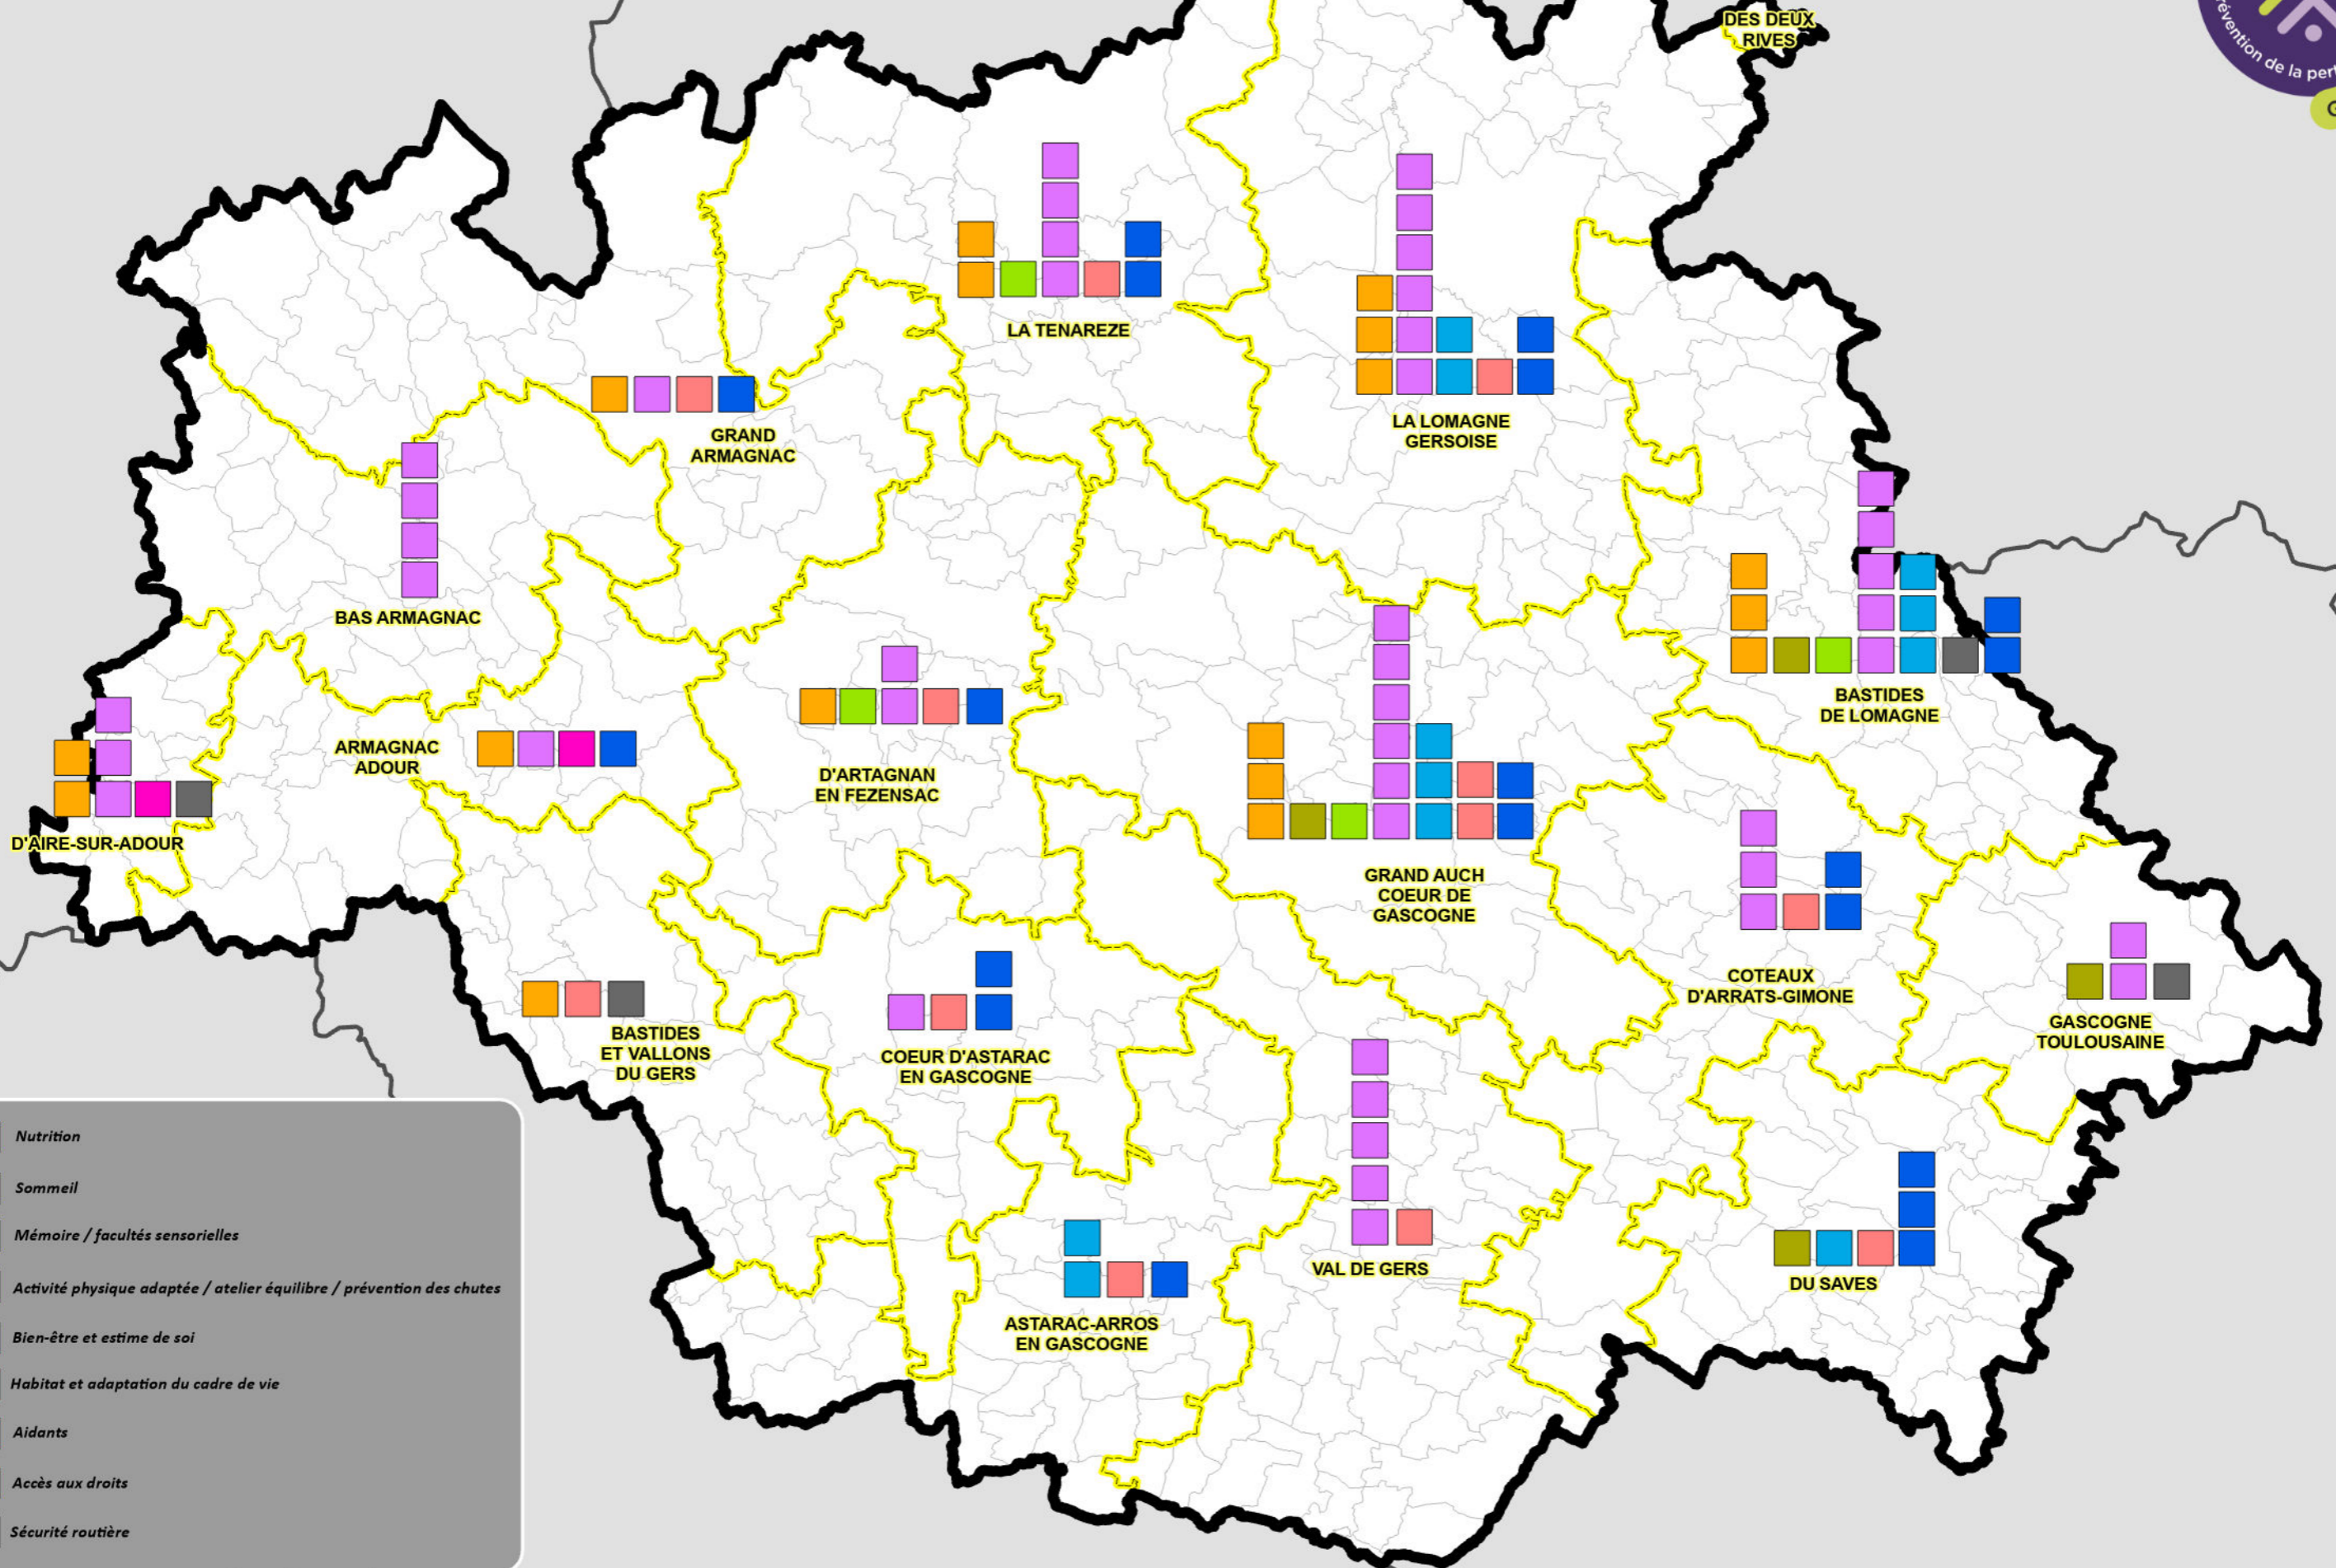 DES DEUX
RIVES
révention de la per
G
LA TENAREZE
LA LOMAGNE
GERSOISE
GRAND
ARMAGNAC
BAS ARMAGNAC
BASTIDES
DE LOMAGNE
ARMAGNAC
ADOUR
D'ARTAGNAN
EN FEZENSAC
D'AIRE-SUR-ADOUR
GRAND AUCH
COEUR DE
GASCOGNE
COTEAUX
D'ARRATS-GIMONE
GASCOGNE
TOULOUSAINE
BASTIDES
ET VALLONS
DU GERS
COEUR D'ASTARAC
EN GASCOGNE
VAL DE GERS
DU SAVES
ASTARAC-ARROS
EN GASCOGNE
Nutrition
Sommeil
Mémoire / facultés sensorielles
Activité physique adaptée / atelier équilibre / prévention des chutes
Bien-être et estime de soi
Habitat et adaptation du cadre de vie
Aidants
Accès aux droits
Sécurité routière